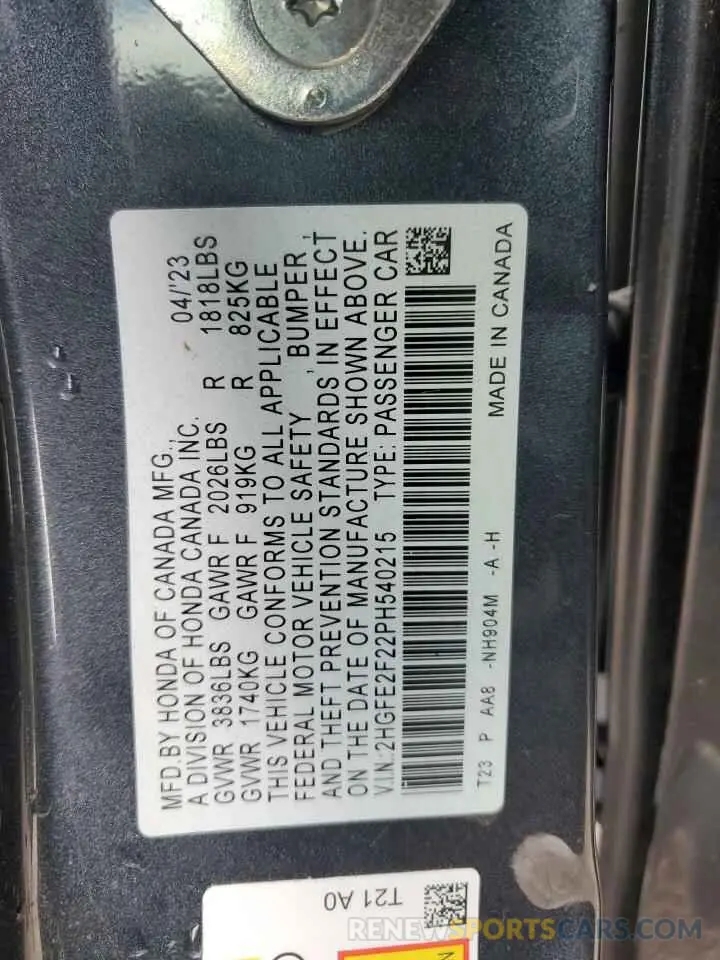 MFD.BY HONDA OF CANADA MFG.,
A DIVISION OF HONDA CANADA INC. 04/'23
GVWR 3836LBS GAWR F 2026LBS R 1818LBS
GVWR 1740KG GAWR F 919KG R 825KG
THIS VEHICLE CONFORMS TO ALL APPLICABLE
FEDERAL MOTOR VEHICLE SAFETY , BUMPER ,
AND THEFT PREVENTION STANDARDS IN EFFECT
ON THE DATE OF MANUFACTURE SHOWN ABOVE.
V.I.N.: 2HGFE2F22PH540215 TYPE: PASSENGER CAR
T23 P AA8 -NH904M -A -H MADE IN CANADA
T21 A0
RENEWSPORTSCARS.COM